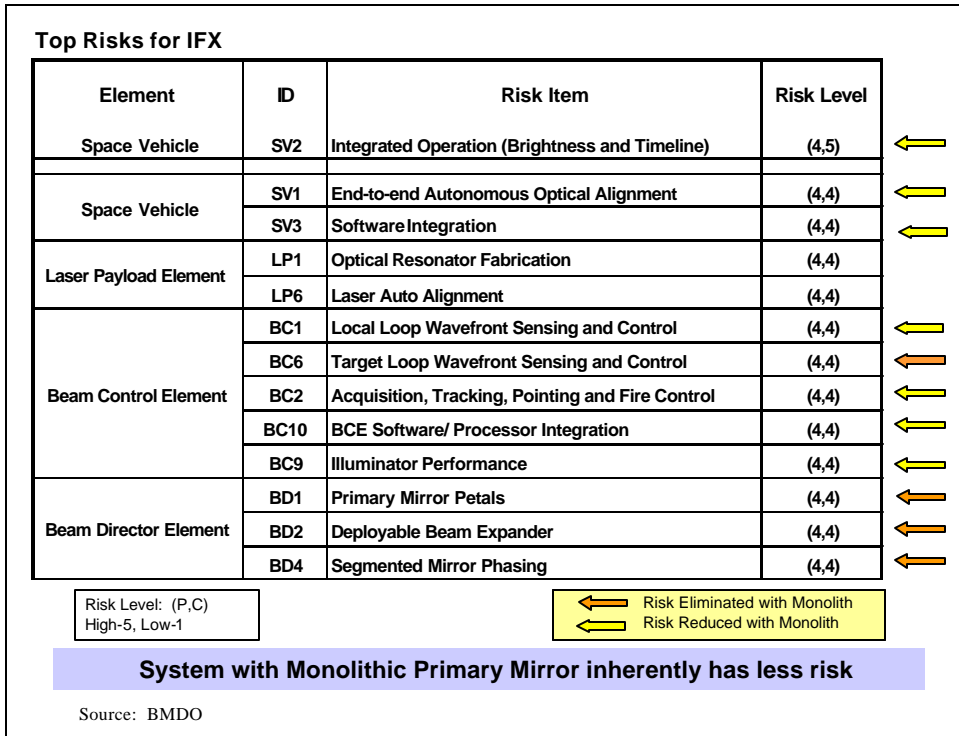 Top Risks for IFX
Element ID Risk Item Risk Level
Space Vehicle SV2 Integrated Operation (Brightness and Timeline) (4,5)
Space Vehicle
SV1 End-to-end Autonomous Optical Alignment (4,4)
SV3 Software Integration (4,4)
Laser Payload Element
LP1 Optical Resonator Fabrication (4,4)
LP6 Laser Auto Alignment (4,4)
Beam Control Element
BC1 Local Loop Wavefront Sensing and Control (4,4)
BC6 Target Loop Wavefront Sensing and Control (4,4)
BC2 Acquisition, Tracking, Pointing and Fire Control (4,4)
BC10 BCE Software/ Processor Integration (4,4)
BC9 Illuminator Performance (4,4)
Beam Director Element
BD1 Primary Mirror Petals (4,4)
BD2 Deployable Beam Expander (4,4)
BD4 Segmented Mirror Phasing (4,4)
Risk Level: (P,C)
High-5, Low-1
Risk Eliminated with Monolith
Risk Reduced with Monolith
System with Monolithic Primary Mirror inherently has less risk
Source: BMDO